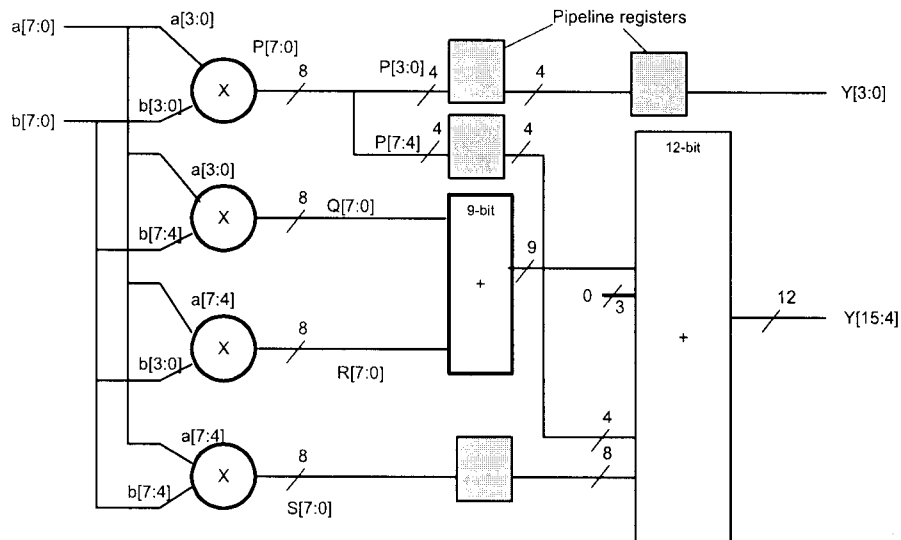 Pipeline registers
a[7:0]
a[3:0]
P[7:0]
8
X
P[3:0]
4
4
Y[3:0]
b[7:0]
b[3:0]
P[7:4]
4
4
12-bit
a[3:0]
X
8
Q[7:0]
b[7:4]
9-bit
+
9
0
3
12
Y[15:4]
+
a[7:4]
X
8
b[3:0]
R[7:0]
a[7:4]
X
8
b[7:4]
S[7:0]
4
8